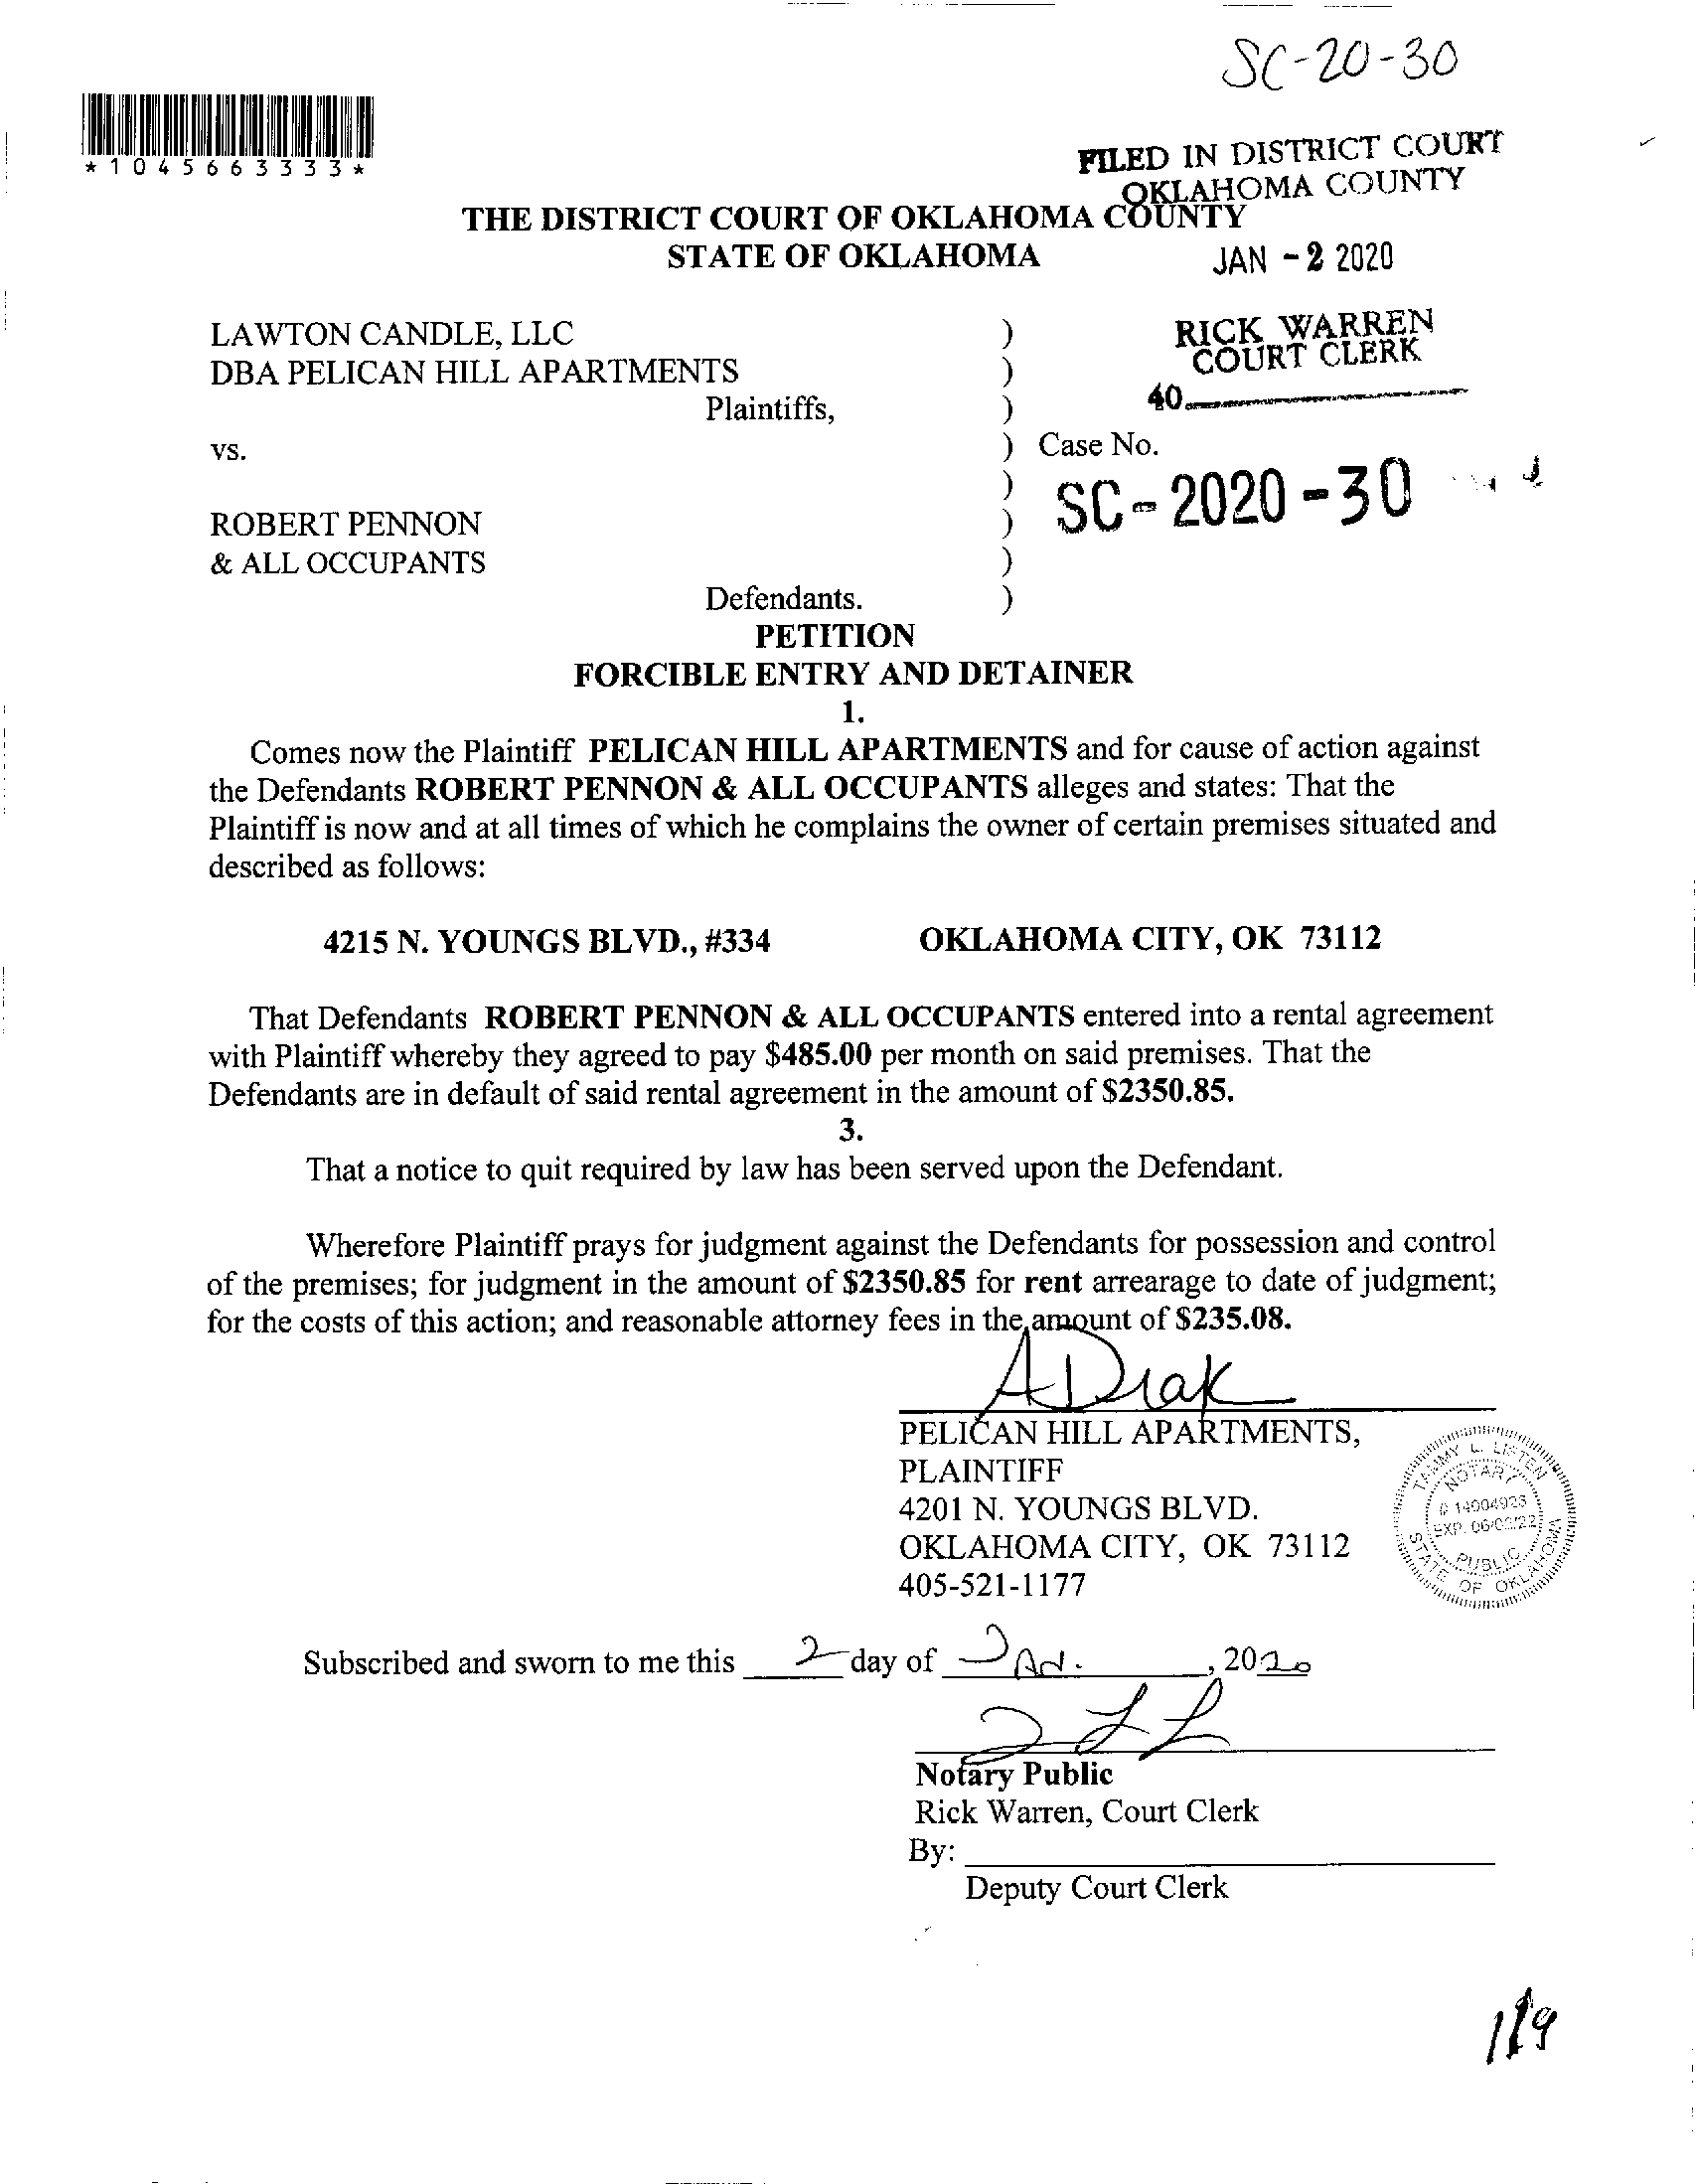 SC-20-30
*1045663333*
FILED IN DISTRICT COURT
OKLAHOMA COUNTY
THE DISTRICT COURT OF OKLAHOMA COUNTY
STATE OF OKLAHOMA
JAN - 2 2020
LAWTON CANDLE, LLC )
DBA PELICAN HILL APARTMENTS )
Plaintiffs, )
RICK WARREN
COURT CLERK
40
vs. ) Case No.
)
SC-2020-30
ROBERT PENNON )
& ALL OCCUPANTS )
Defendants. )
PETITION
FORCIBLE ENTRY AND DETAINER
1.
Comes now the Plaintiff PELICAN HILL APARTMENTS and for cause of action against
the Defendants ROBERT PENNON & ALL OCCUPANTS alleges and states: That the
Plaintiff is now and at all times of which he complains the owner of certain premises situated and
described as follows:
4215 N. YOUNGS BLVD., #334 OKLAHOMA CITY, OK 73112
That Defendants ROBERT PENNON & ALL OCCUPANTS entered into a rental agreement
with Plaintiff whereby they agreed to pay $485.00 per month on said premises. That the
Defendants are in default of said rental agreement in the amount of $2350.85.
3.
That a notice to quit required by law has been served upon the Defendant.
Wherefore Plaintiff prays for judgment against the Defendants for possession and control
of the premises; for judgment in the amount of $2350.85 for rent arrearage to date of judgment;
for the costs of this action; and reasonable attorney fees in the amount of $235.08.
PELICAN HILL APARTMENTS,
PLAINTIFF
4201 N. YOUNGS BLVD.
OKLAHOMA CITY, OK 73112
405-521-1177
TAMMY L. LISTEN
NOTARY
# 14004923
PUBLIC
STATE OF OKLAHOMA
Subscribed and sworn to me this 2 day of Jan. , 2020
Notary Public
Rick Warren, Court Clerk
By:
Deputy Court Clerk